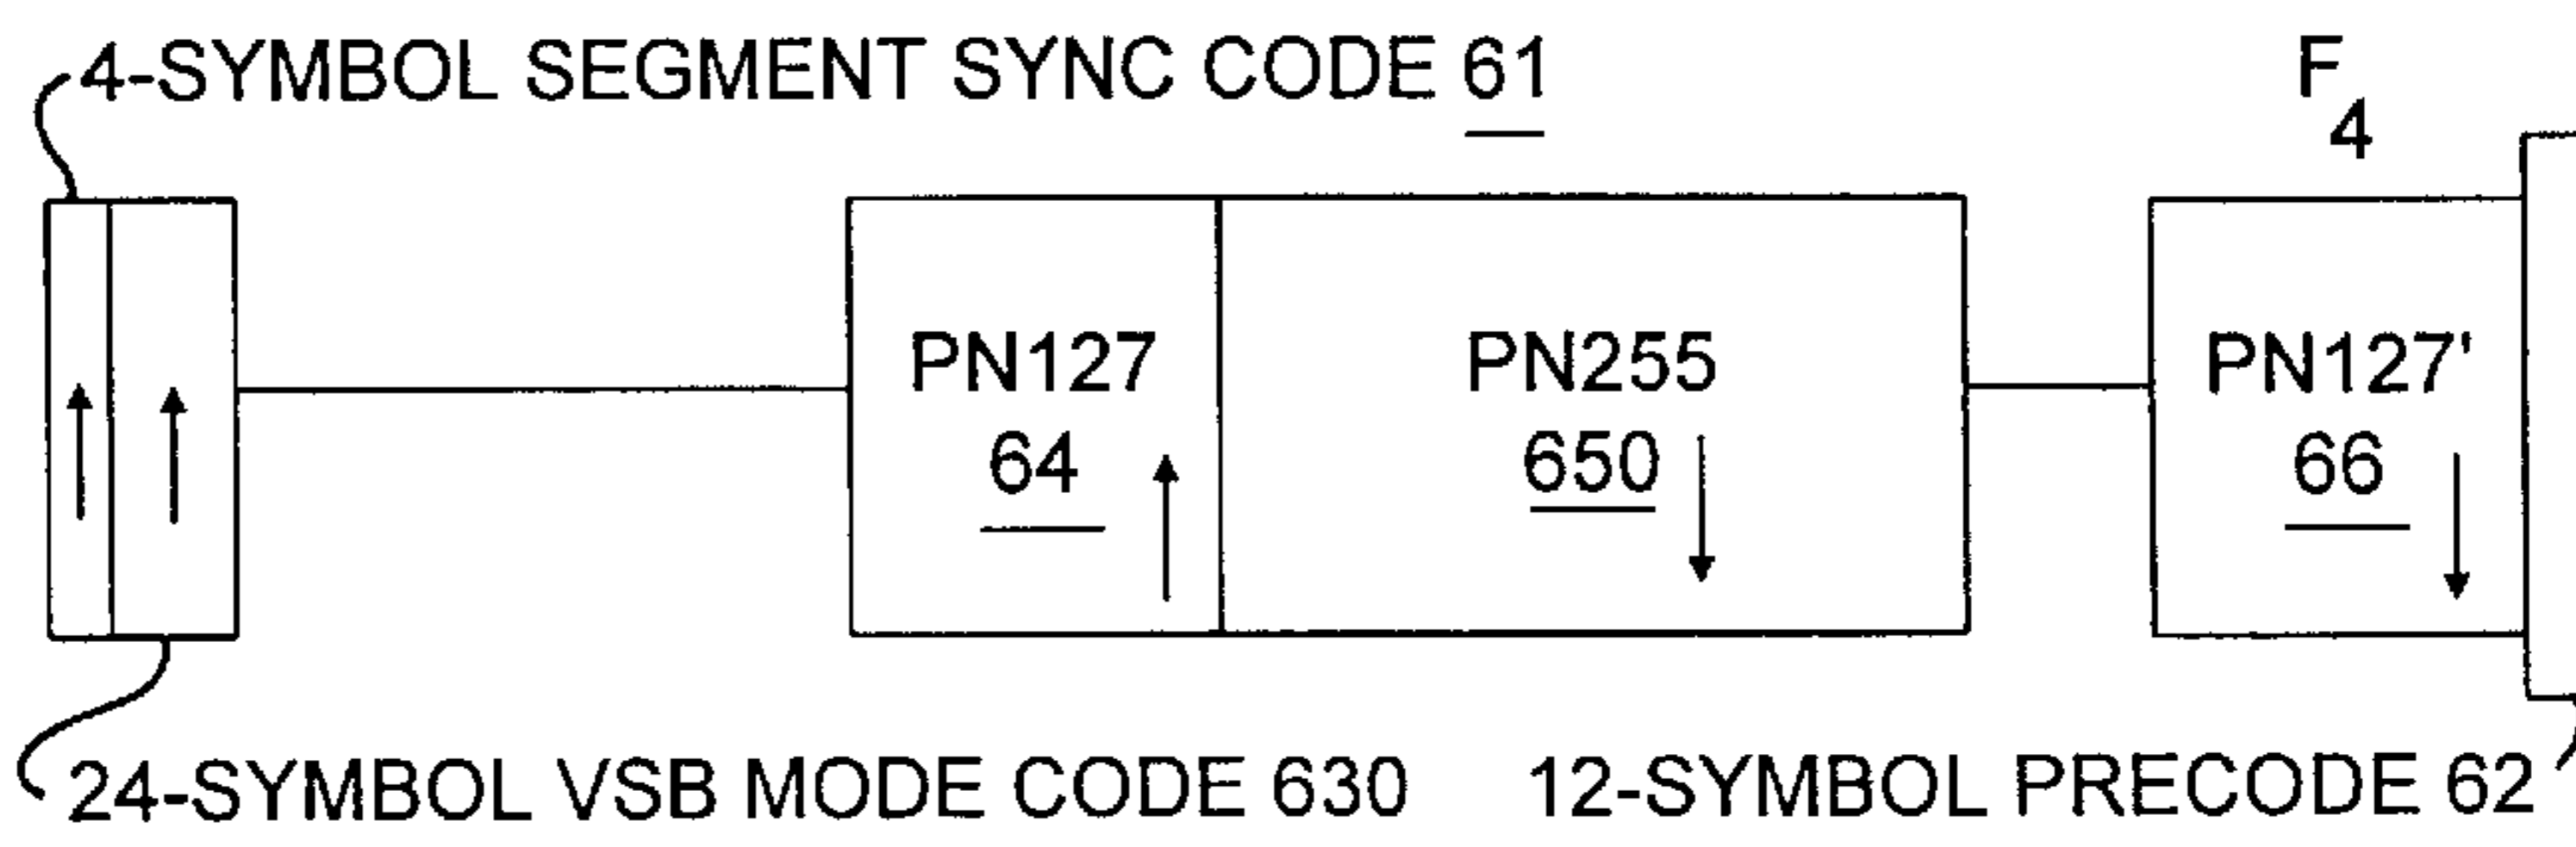 4-SYMBOL SEGMENT SYNC CODE 61
F4
PN127
64
PN255
650
PN127'
66
24-SYMBOL VSB MODE CODE 630
12-SYMBOL PRECODE 62